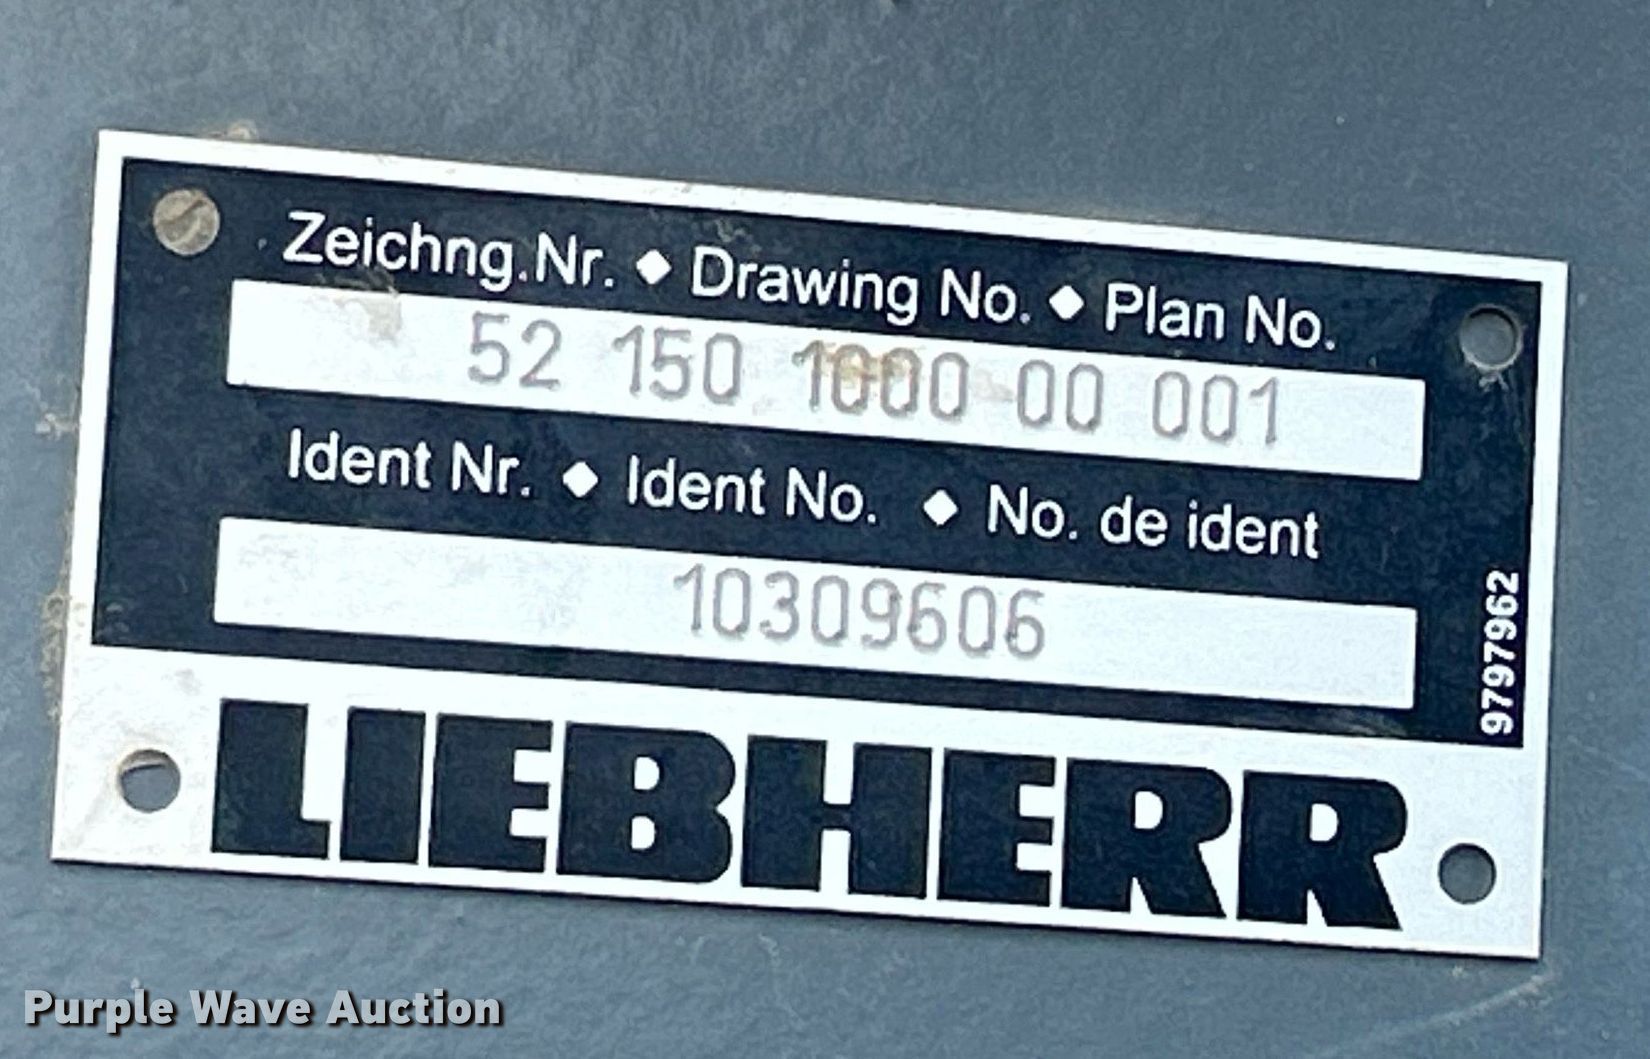 Zeichng.Nr. ◆ Drawing No. ◆ Plan No.
52 150 1000 00 001
Ident Nr. ◆ Ident No. ◆ No. de ident
10309606
9797962
LIEBHERR
Purple Wave Auction